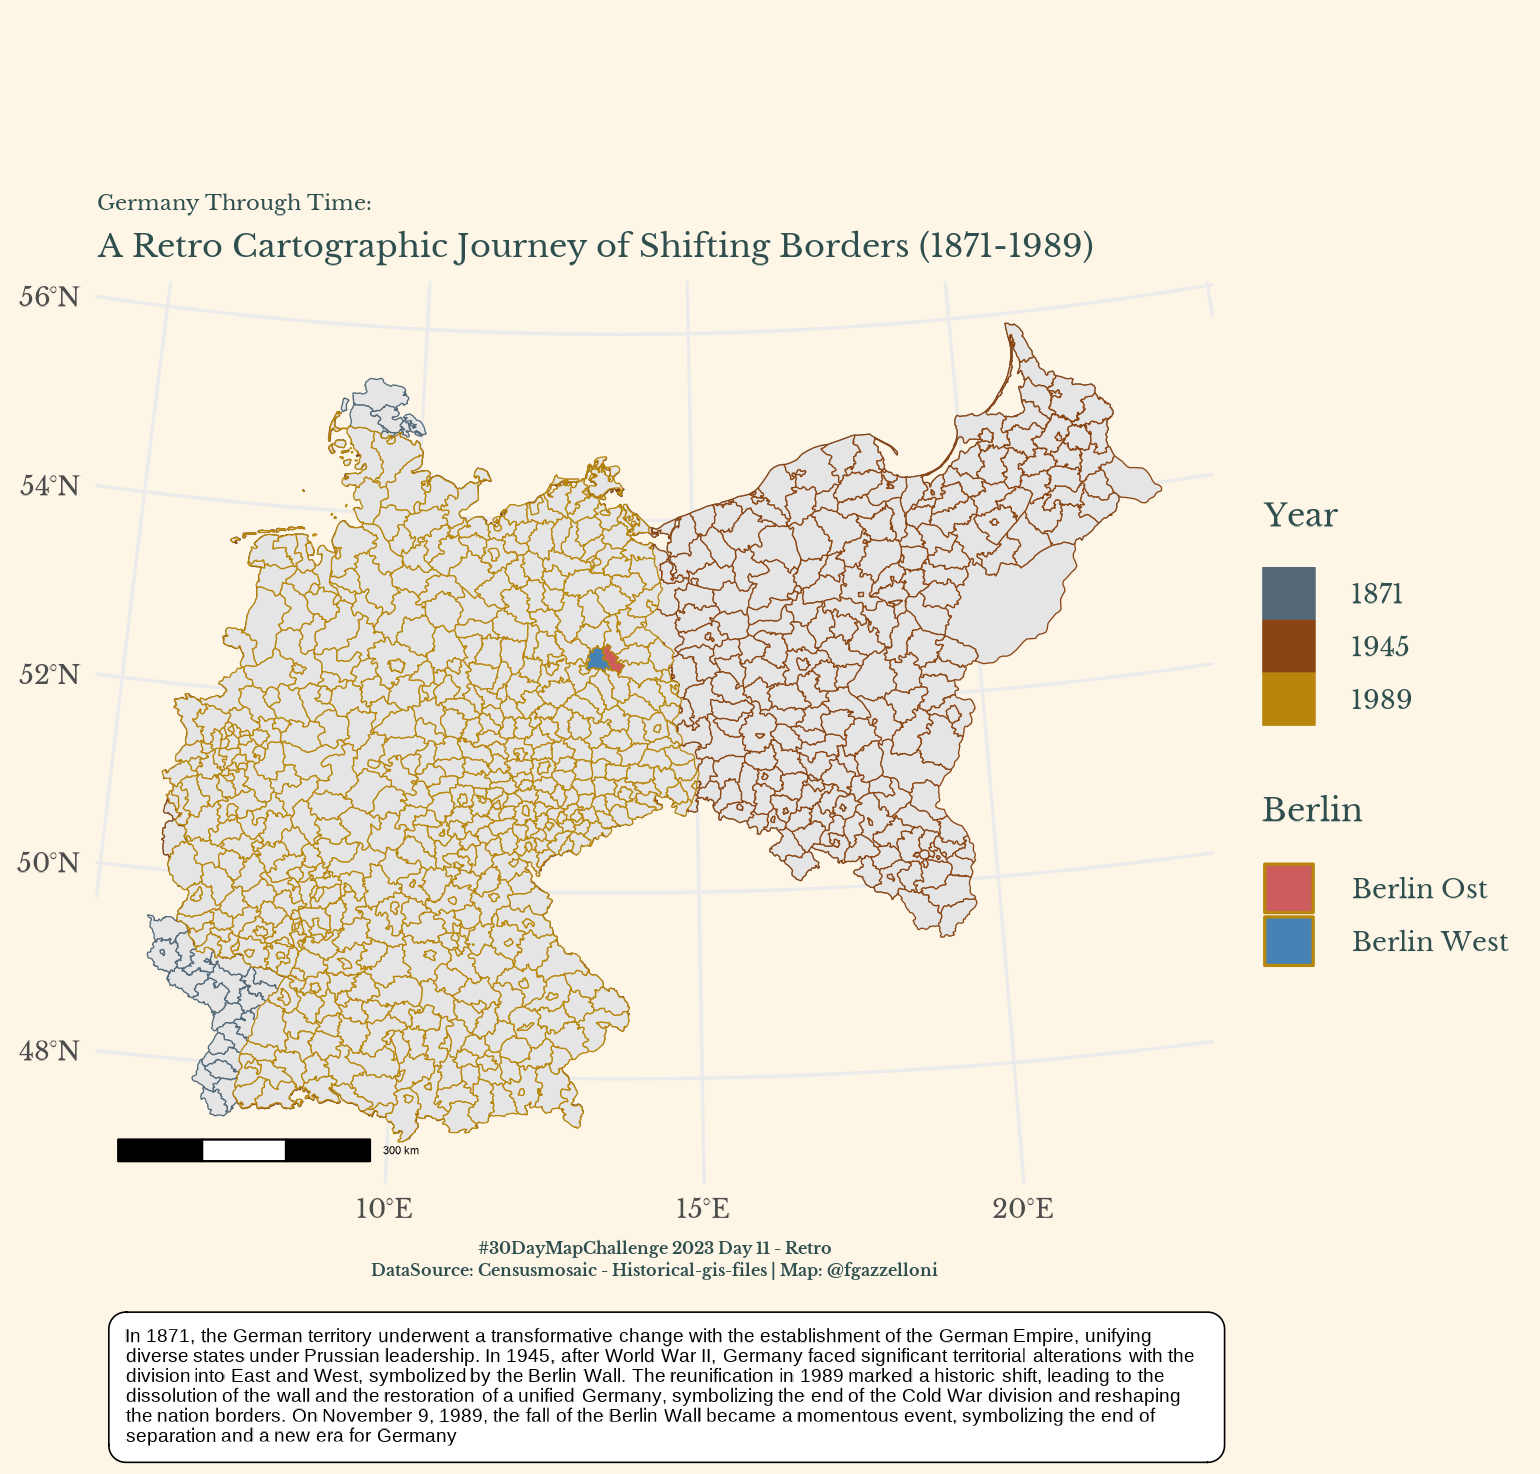 Germany Through Time:
A Retro Cartographic Journey of Shifting Borders (1871-1989)
56°N
54°N
52°N
50°N
48°N
10°E
15°E
20°E
300 km
Year
1871
1945
1989
Berlin
Berlin Ost
Berlin West
#30DayMapChallenge 2023 Day 11 - Retro
DataSource: Censusmosaic - Historical-gis-files | Map: @fgazzelloni
In 1871, the German territory underwent a transformative change with the establishment of the German Empire, unifying
diverse states under Prussian leadership. In 1945, after World War II, Germany faced significant territorial alterations with the
division into East and West, symbolized by the Berlin Wall. The reunification in 1989 marked a historic shift, leading to the
dissolution of the wall and the restoration of a unified Germany, symbolizing the end of the Cold War division and reshaping
the nation borders. On November 9, 1989, the fall of the Berlin Wall became a momentous event, symbolizing the end of
separation and a new era for Germany